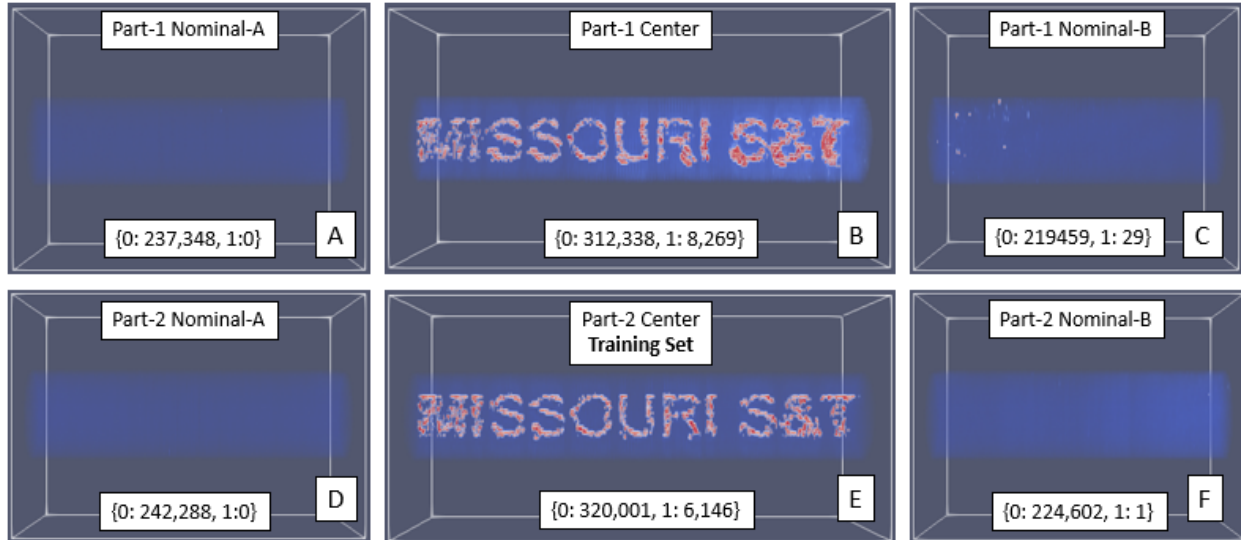 Part-1 Nominal-A
MISSOURI S&T
{0: 237,348, 1:0}
A
Part-1 Center
{0: 312,338, 1: 8,269}
B
Part-1 Nominal-B
{0: 219459, 1: 29}
C
Part-2 Nominal-A
{0: 242,288, 1:0}
D
Part-2 Center
Training Set
MISSOURI S&T
{0: 320,001, 1: 6,146}
E
Part-2 Nominal-B
{0: 224,602, 1: 1}
F